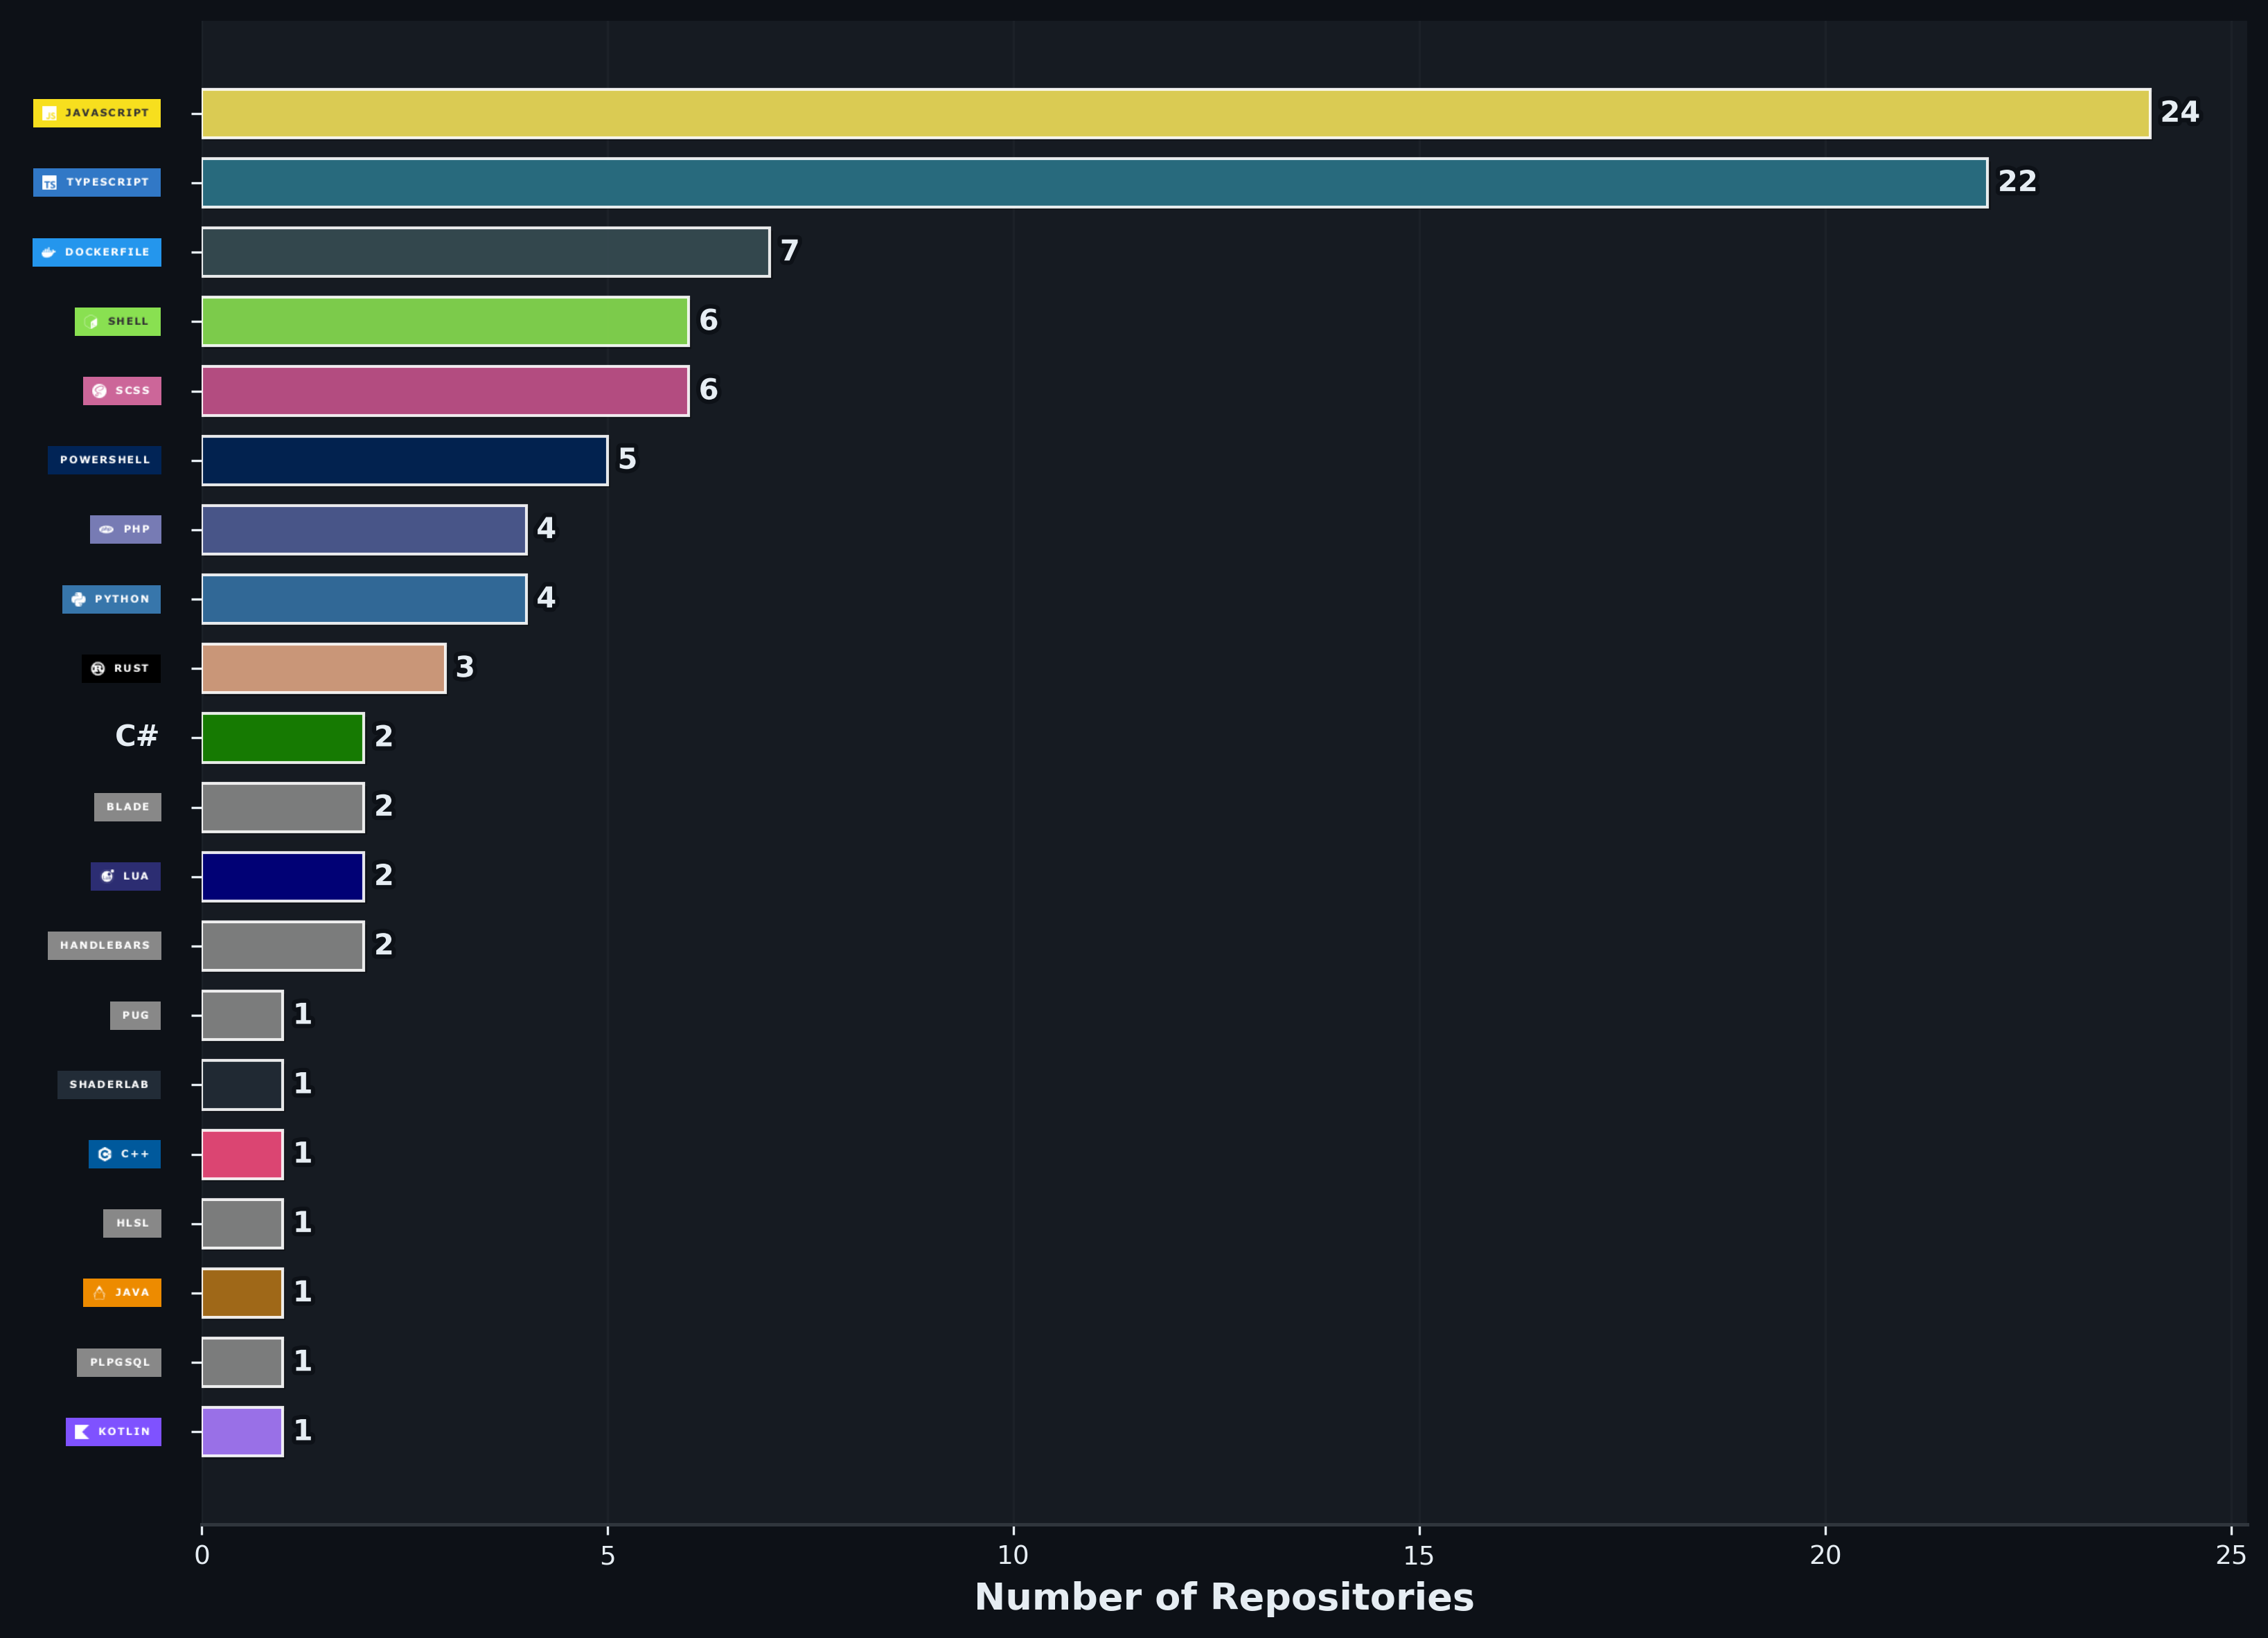 JAVASCRIPT 24
TYPESCRIPT 22
DOCKERFILE 7
SHELL 6
SCSS 6
POWERSHELL 5
PHP 4
PYTHON 4
RUST 3
C# 2
BLADE 2
LUA 2
HANDLEBARS 2
PUG 1
SHADERLAB 1
C++ 1
HLSL 1
JAVA 1
PLPGSQL 1
KOTLIN 1
0 5 10 15 20 25
Number of Repositories